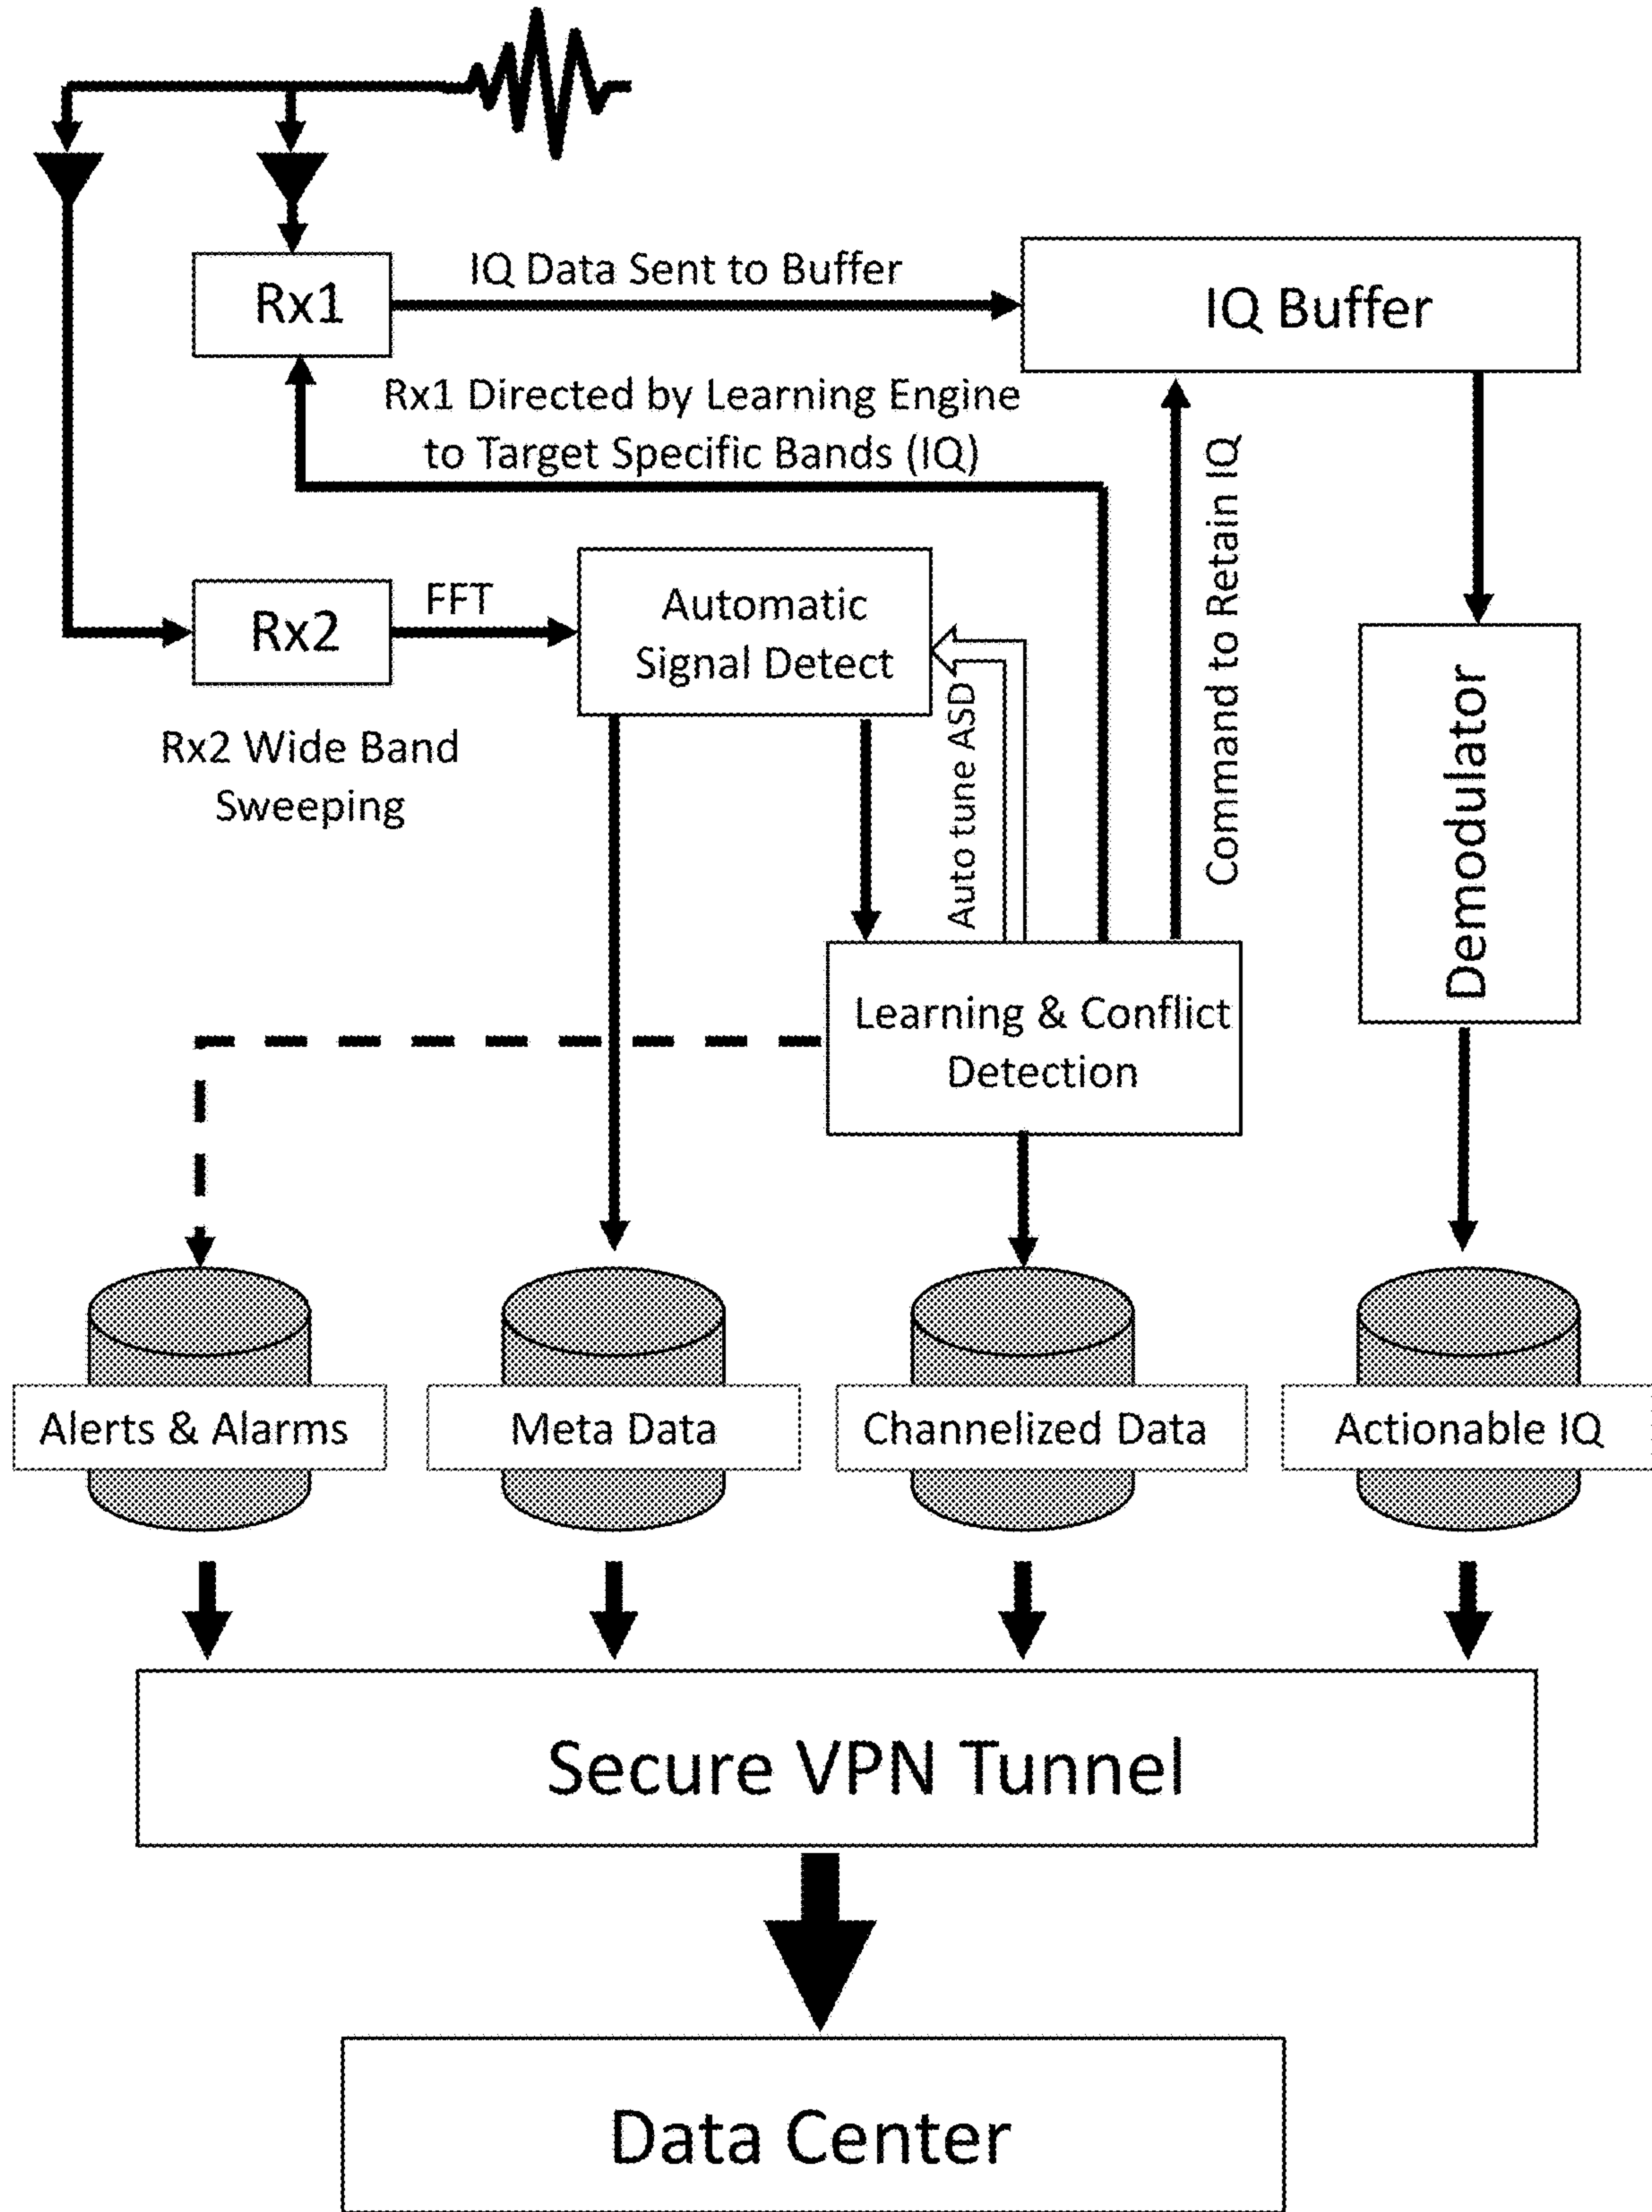 Rx1
IQ Data Sent to Buffer
IQ Buffer
Rx1 Directed by Learning Engine
to Target Specific Bands (IQ)
Command to Retain IQ
Rx2
FFT
Automatic
Signal Detect
Auto tune ASD
Rx2 Wide Band
Sweeping
Demodulator
Learning & Conflict
Detection
Alerts & Alarms
Meta Data
Channelized Data
Actionable IQ
Secure VPN Tunnel
Data Center